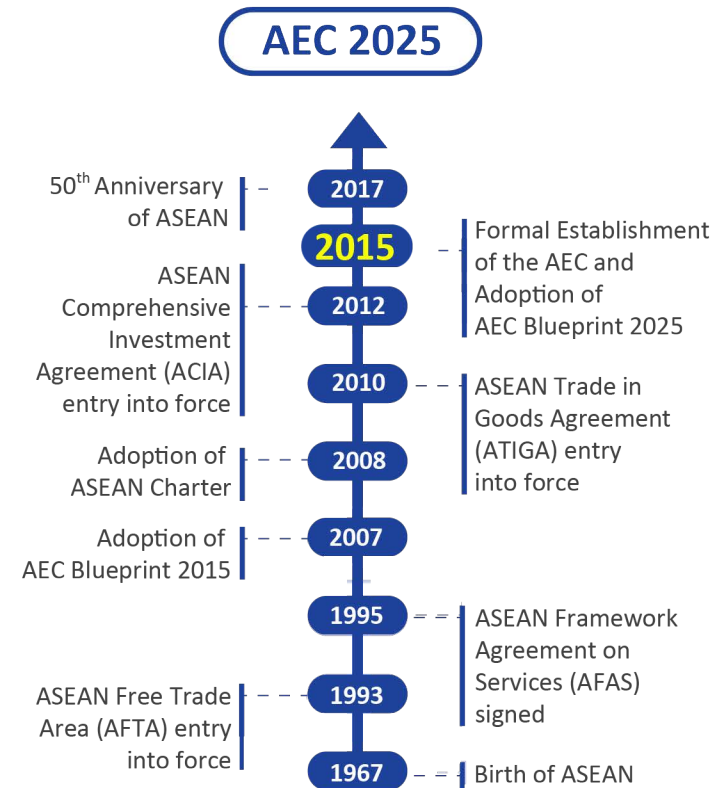 AEC 2025
2017
50th Anniversary
of ASEAN
2015
Formal Establishment
of the AEC and
Adoption of
AEC Blueprint 2025
2012
ASEAN
Comprehensive
Investment
Agreement (ACIA)
entry into force
2010
ASEAN Trade in
Goods Agreement
(ATIGA) entry
into force
2008
Adoption of
ASEAN Charter
2007
Adoption of
AEC Blueprint 2015
1995
ASEAN Framework
Agreement on
Services (AFAS)
signed
1993
ASEAN Free Trade
Area (AFTA) entry
into force
1967
Birth of ASEAN